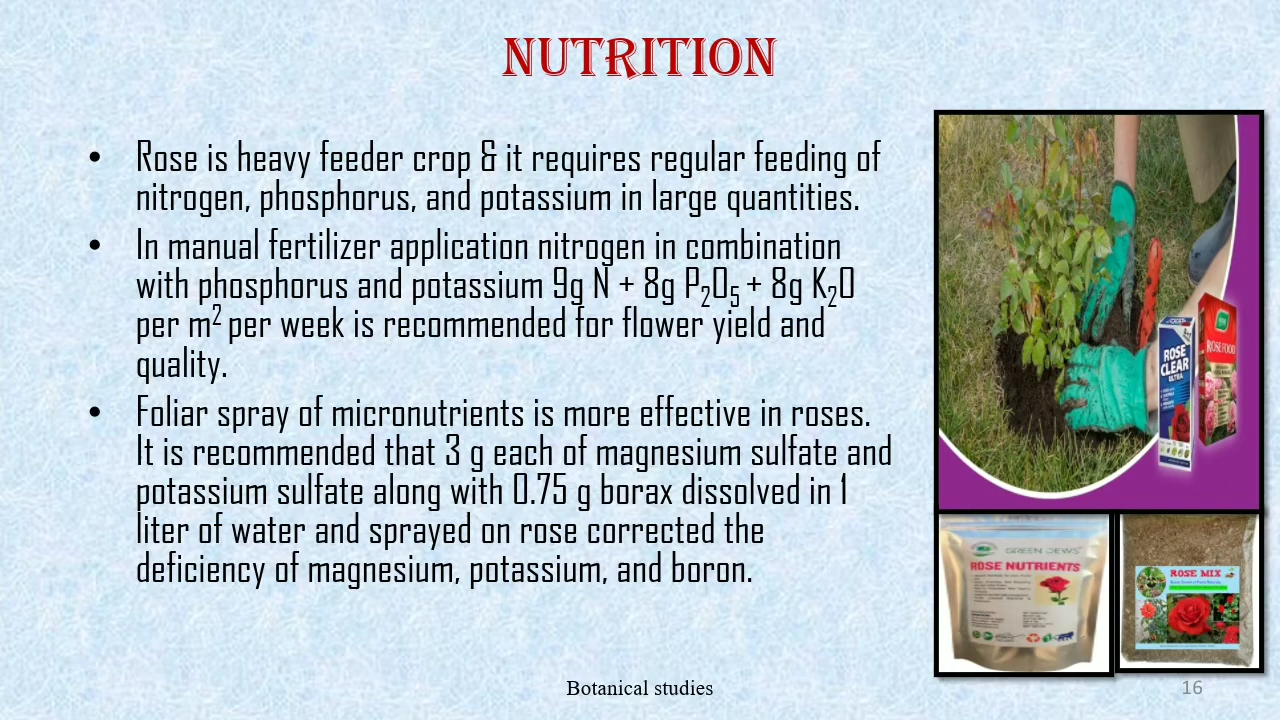 NUTRITION
• Rose is heavy feeder crop & it requires regular feeding of
nitrogen, phosphorus, and potassium in large quantities.
• In manual fertilizer application nitrogen in combination
with phosphorus and potassium 9g N + 8g P₂O₅ + 8g K₂O
per m² per week is recommended for flower yield and
quality.
• Foliar spray of micronutrients is more effective in roses.
It is recommended that 3 g each of magnesium sulfate and
potassium sulfate along with 0.75 g borax dissolved in 1
liter of water and sprayed on rose corrected the
deficiency of magnesium, potassium, and boron.
ROSE
CLEAR
ULTRA
ROSE FOOD
GREEN DEWS
ROSE NUTRIENTS
ROSE MIX
Botanical studies
16